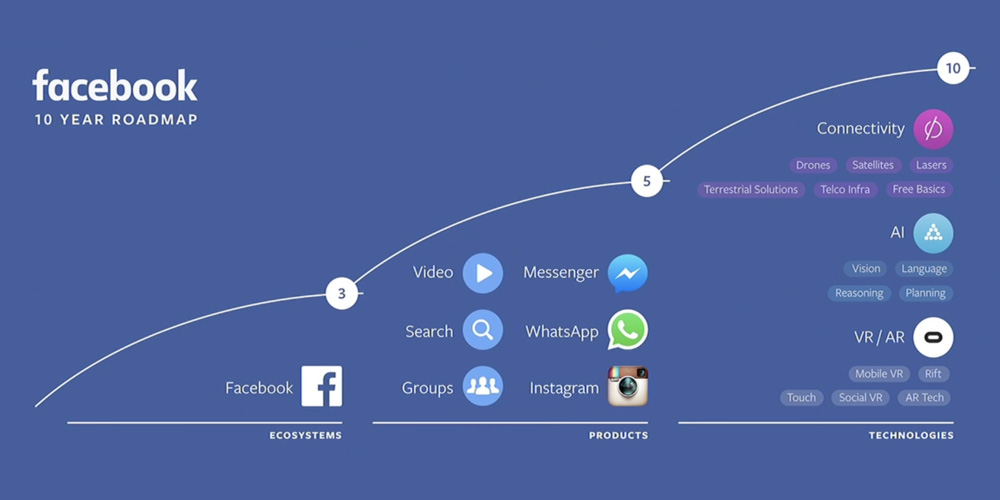 facebook
10 YEAR ROADMAP
3
5
10
Facebook
ECOSYSTEMS
Video
Messenger
Search
WhatsApp
Groups
Instagram
PRODUCTS
Connectivity
Drones Satellites Lasers
Terrestrial Solutions Telco Infra Free Basics
AI
Vision Language
Reasoning Planning
VR / AR
Mobile VR Rift
Touch Social VR AR Tech
TECHNOLOGIES